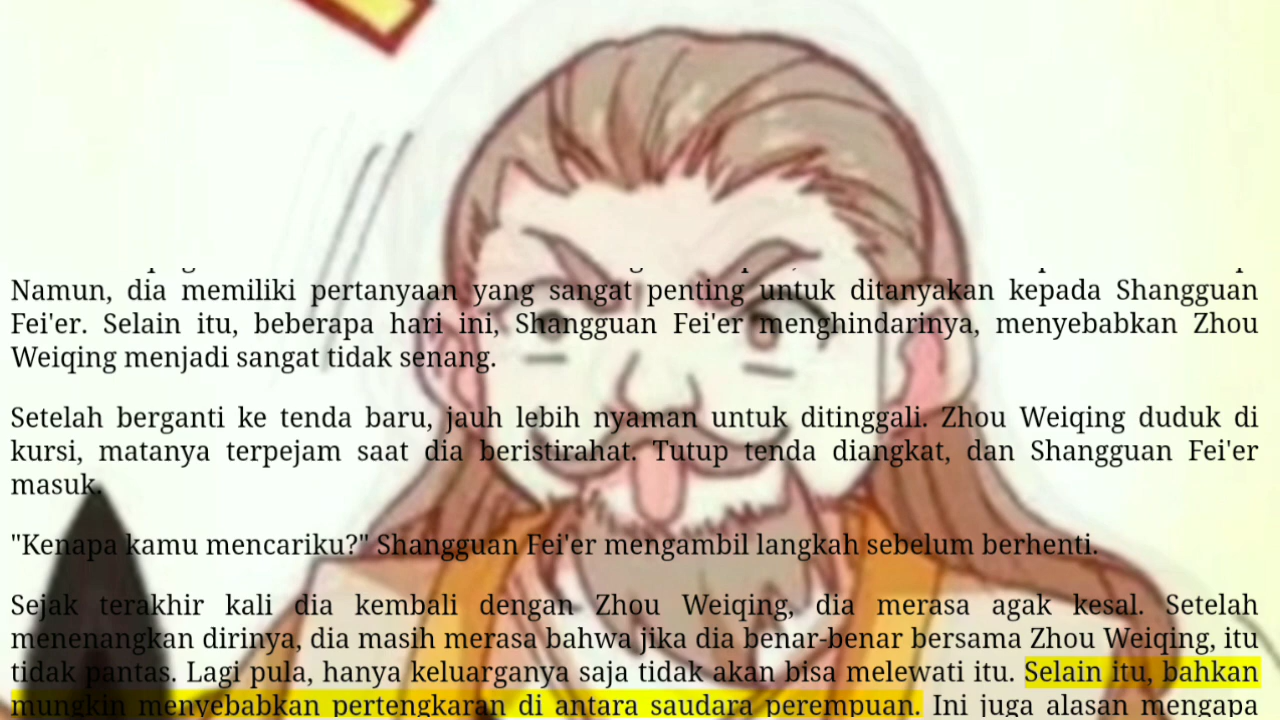 Namun, dia memiliki pertanyaan yang sangat penting untuk ditanyakan kepada Shangguan
Fei'er. Selain itu, beberapa hari ini, Shangguan Fei'er menghindarinya, menyebabkan Zhou
Weiqing menjadi sangat tidak senang.
Setelah berganti ke tenda baru, jauh lebih nyaman untuk ditinggali. Zhou Weiqing duduk di
kursi, matanya terpejam saat dia beristirahat. Tutup tenda diangkat, dan Shangguan Fei'er
masuk.
"Kenapa kamu mencariku?" Shangguan Fei'er mengambil langkah sebelum berhenti.
Sejak terakhir kali dia kembali dengan Zhou Weiqing, dia merasa agak kesal. Setelah
menenangkan dirinya, dia masih merasa bahwa jika dia benar-benar bersama Zhou Weiqing, itu
tidak pantas. Lagi pula, hanya keluarganya saja tidak akan bisa melewati itu. Selain itu, bahkan
mungkin menyebabkan pertengkaran di antara saudara perempuan. Ini juga alasan mengapa